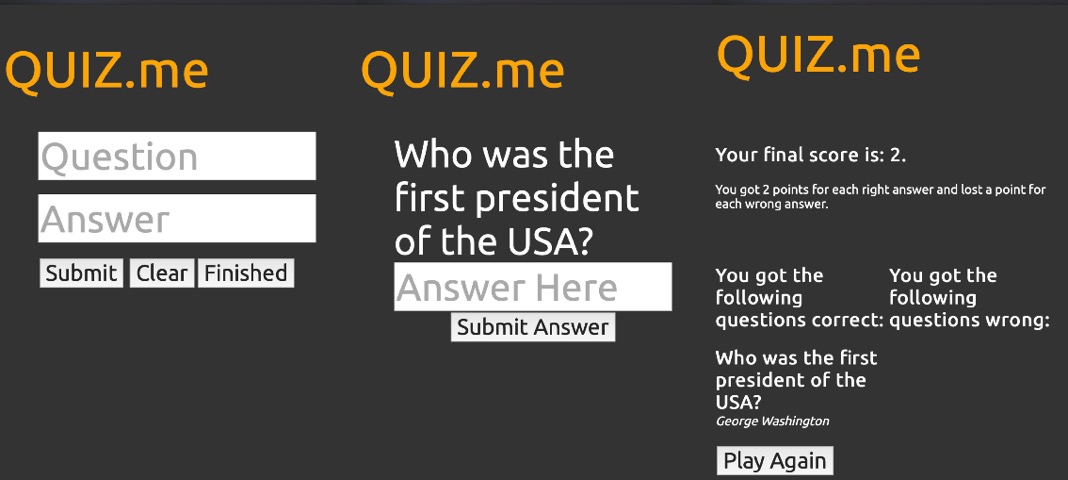 QUIZ.me
Question
Answer
Submit Clear Finished
QUIZ.me
Who was the
first president
of the USA?
Answer Here
Submit Answer
QUIZ.me
Your final score is: 2.
You got 2 points for each right answer and lost a point for
each wrong answer.
You got the
following
questions correct:
Who was the first
president of the
USA?
George Washington
You got the
following
questions wrong:
Play Again